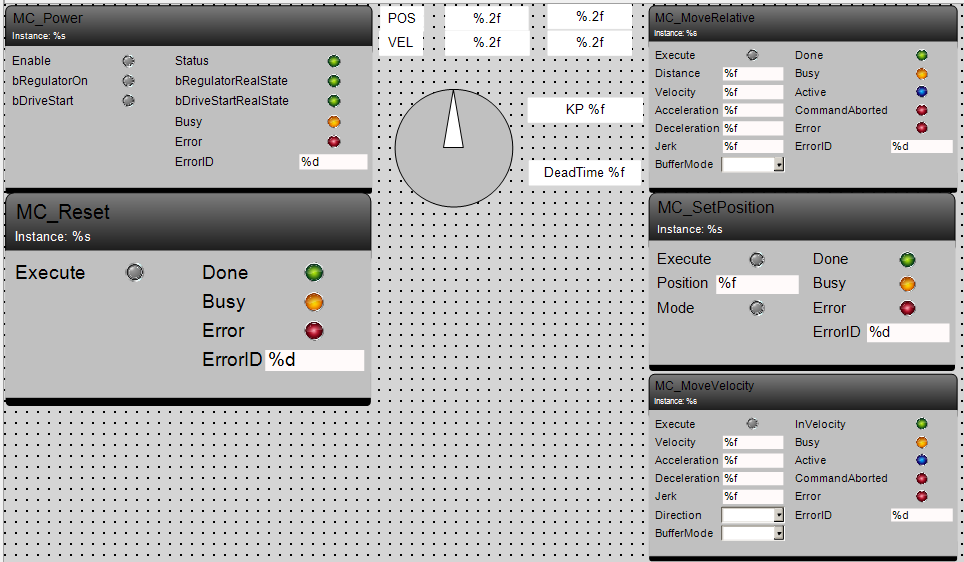 MC_Power
Instance: %s
Enable Status
bRegulatorOn bRegulatorRealState
bDriveStart bDriveStartRealState
Busy
Error
ErrorID %d
MC_Reset
Instance: %s
Execute Done
Busy
Error
ErrorID %d
POS %.2f %.2f
VEL %.2f %.2f
KP %f
DeadTime %f
MC_MoveRelative
Instance: %s
Execute Done
Distance %f Busy
Velocity %f Active
Acceleration %f CommandAborted
Deceleration %f Error
Jerk %f ErrorID %d
BufferMode
MC_SetPosition
Instance: %s
Execute Done
Position %f Busy
Mode Error
ErrorID %d
MC_MoveVelocity
Instance: %s
Execute InVelocity
Velocity %f Busy
Acceleration %f Active
Deceleration %f CommandAborted
Jerk %f Error
Direction ErrorID %d
BufferMode